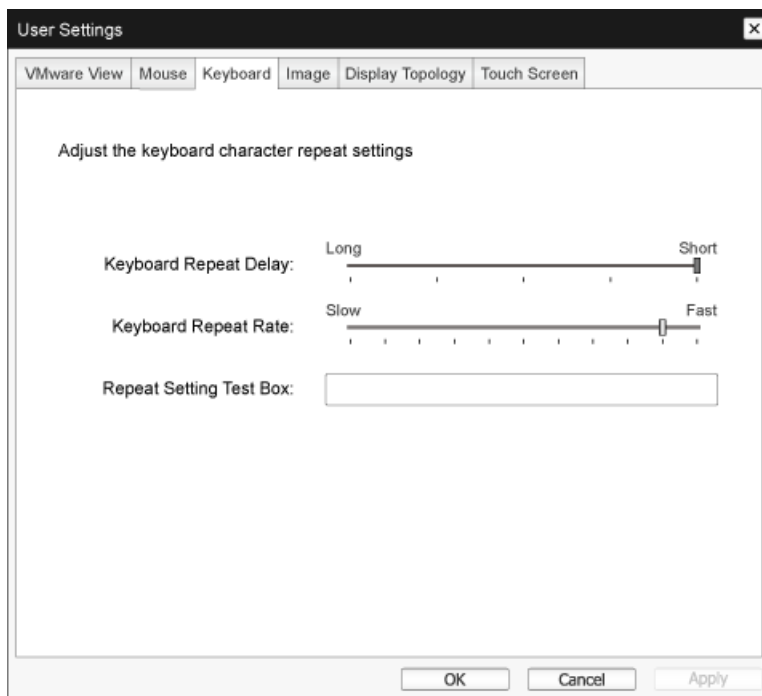 User Settings
VMware View Mouse Keyboard Image Display Topology Touch Screen
Adjust the keyboard character repeat settings
Long Short
Keyboard Repeat Delay:
Slow Fast
Keyboard Repeat Rate:
Repeat Setting Test Box:
OK Cancel Apply